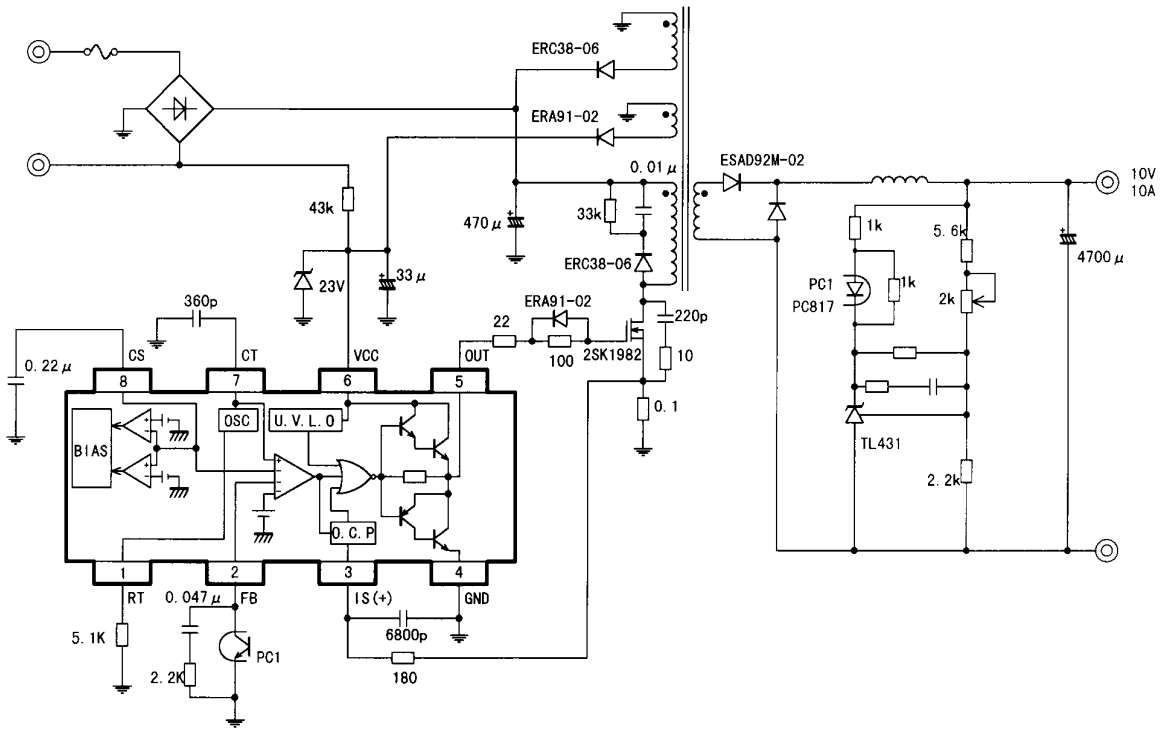 ERC38-06
ERA91-02
0.01μ
ESAD92M-02
10V
10A
43k
470μ
33k
1k
5.6k
4700μ
ERC38-06
23V
33μ
PC1
PC817
1k
2k
360p
ERA91-02
220p
22
100
2SK1982
10
0.22μ
CS
CT
VCC
OUT
8
7
6
5
0.1
OSC
U.V.L.O
TL431
BIAS
2.2k
O.C.P
1
2
3
4
RT
0.047μ
FB
IS(+)
GND
5.1K
6800p
2.2K
PC1
180